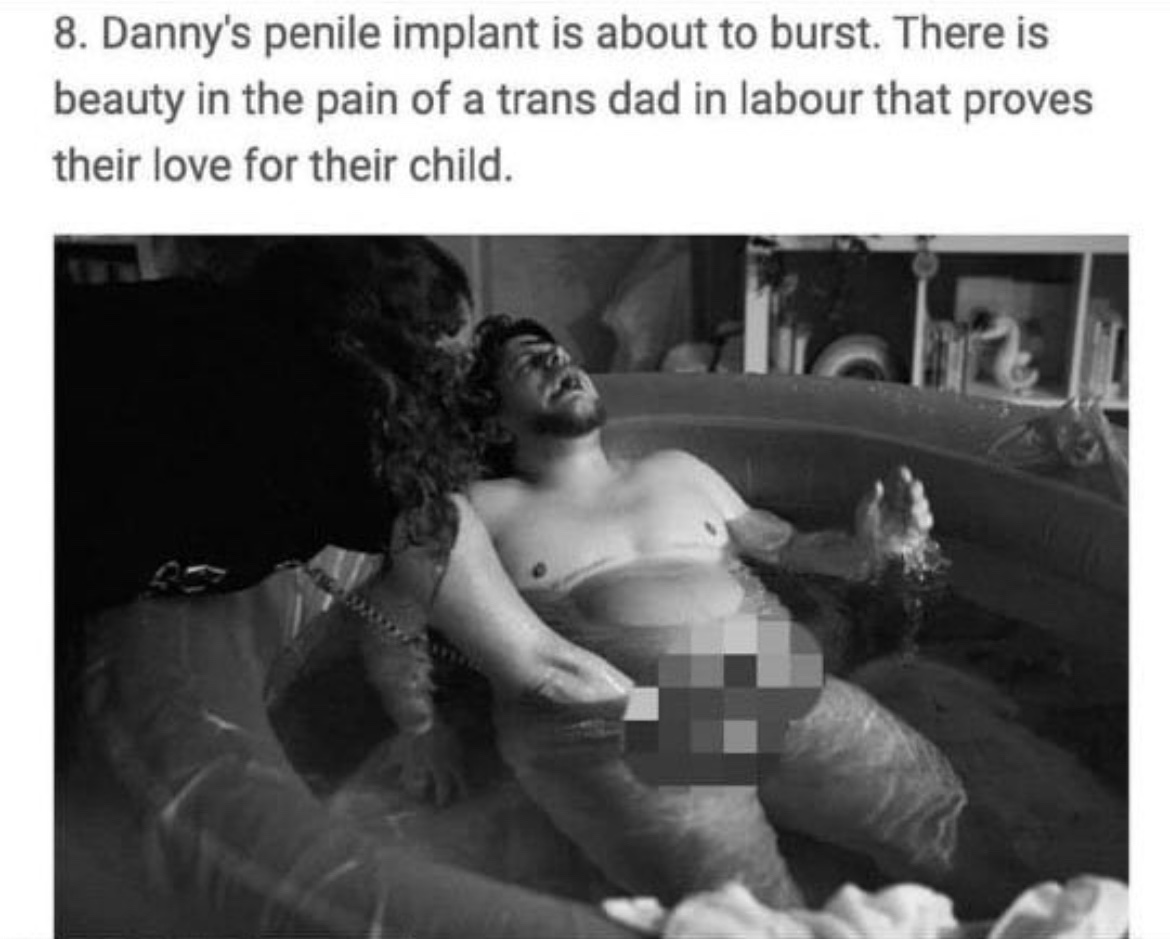 8. Danny's penile implant is about to burst. There is
beauty in the pain of a trans dad in labour that proves
their love for their child.